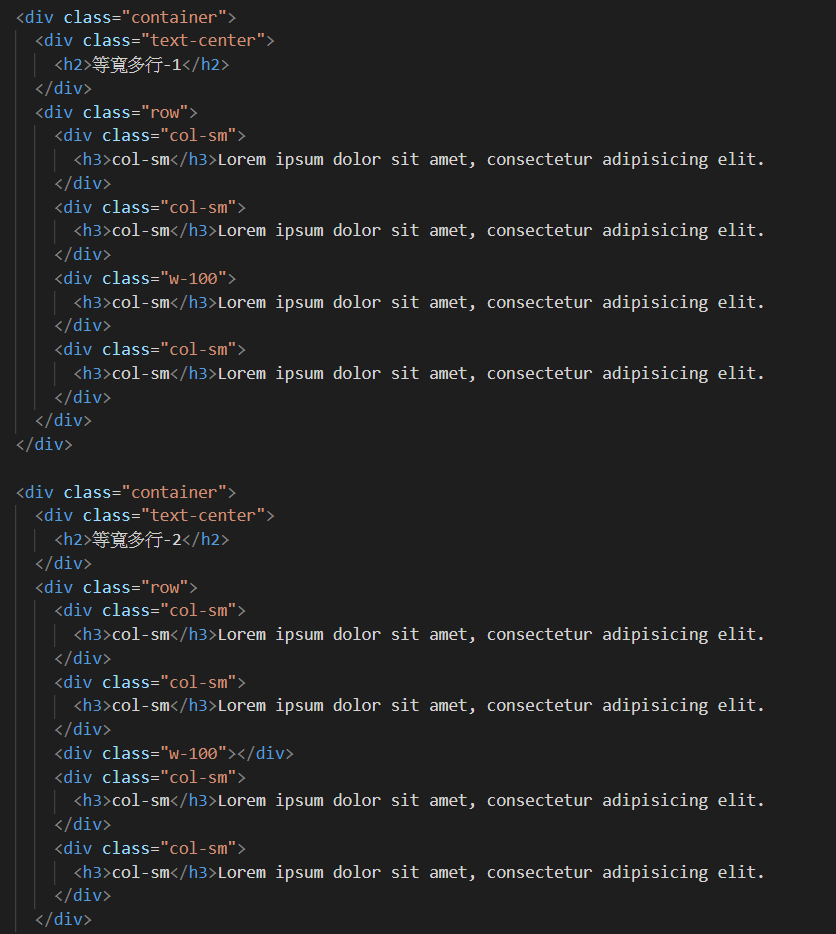 <div class="container">
<div class="text-center">
<h2>等寬多行-1</h2>
</div>
<div class="row">
<div class="col-sm">
<h3>col-sm</h3>Lorem ipsum dolor sit amet, consectetur adipisicing elit.
</div>
<div class="col-sm">
<h3>col-sm</h3>Lorem ipsum dolor sit amet, consectetur adipisicing elit.
</div>
<div class="w-100">
<h3>col-sm</h3>Lorem ipsum dolor sit amet, consectetur adipisicing elit.
</div>
<div class="col-sm">
<h3>col-sm</h3>Lorem ipsum dolor sit amet, consectetur adipisicing elit.
</div>
</div>
</div>
<div class="container">
<div class="text-center">
<h2>等寬多行-2</h2>
</div>
<div class="row">
<div class="col-sm">
<h3>col-sm</h3>Lorem ipsum dolor sit amet, consectetur adipisicing elit.
</div>
<div class="col-sm">
<h3>col-sm</h3>Lorem ipsum dolor sit amet, consectetur adipisicing elit.
</div>
<div class="w-100"></div>
<div class="col-sm">
<h3>col-sm</h3>Lorem ipsum dolor sit amet, consectetur adipisicing elit.
</div>
<div class="col-sm">
<h3>col-sm</h3>Lorem ipsum dolor sit amet, consectetur adipisicing elit.
</div>
</div>